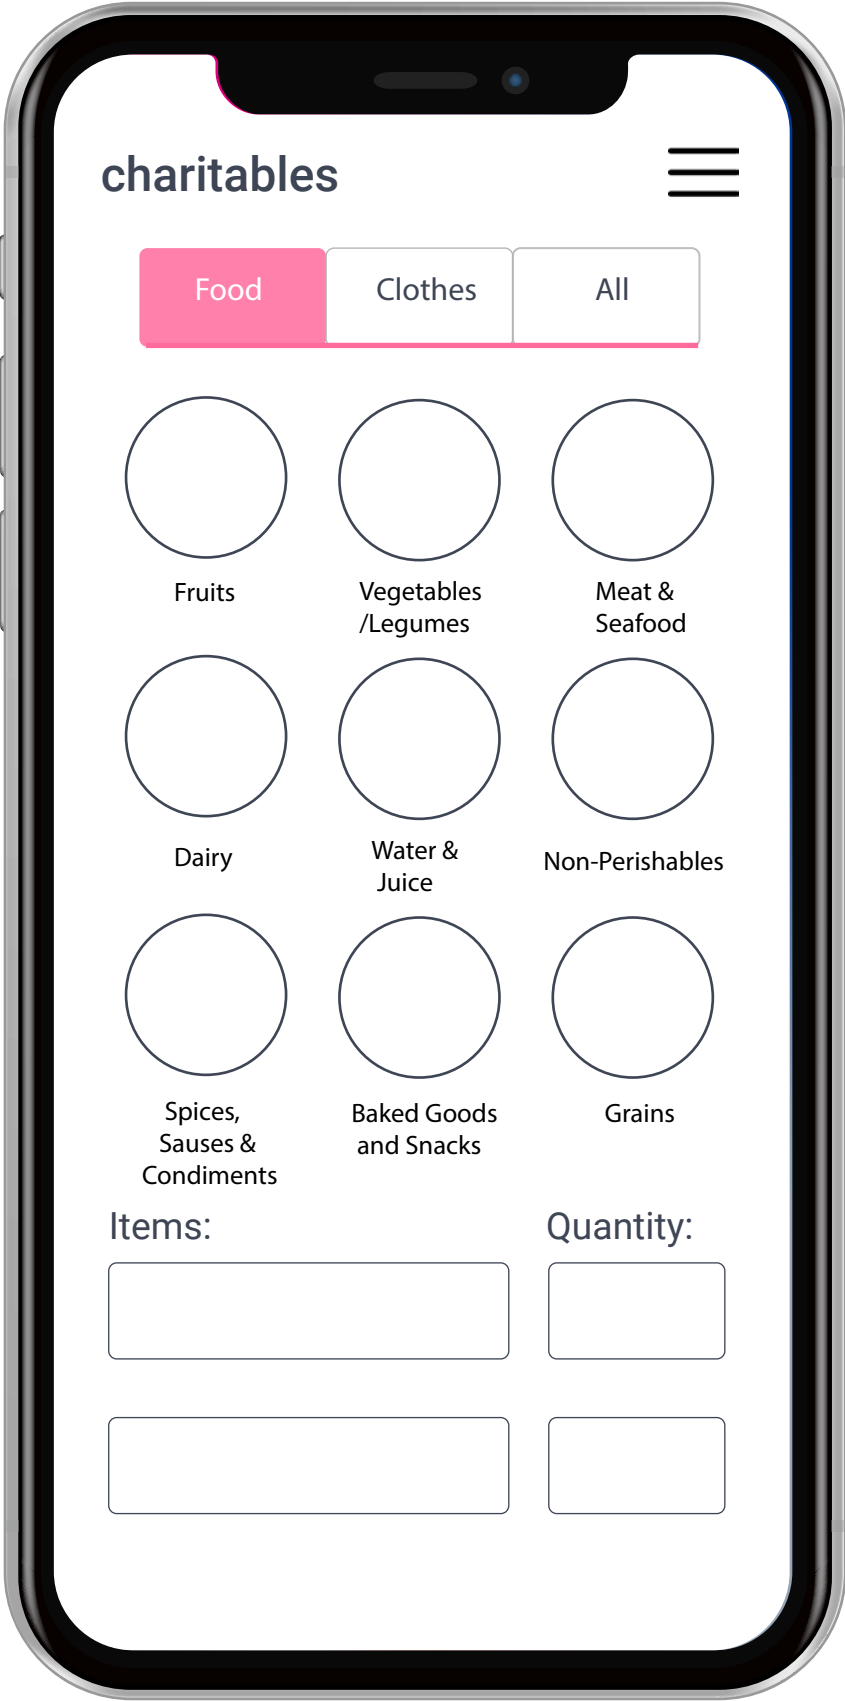 charitables
Food Clothes All
Fruits
Vegetables
/Legumes
Meat &
Seafood
Dairy
Water &
Juice
Non-Perishables
Spices,
Sauses &
Condiments
Baked Goods
and Snacks
Grains
Items: Quantity: